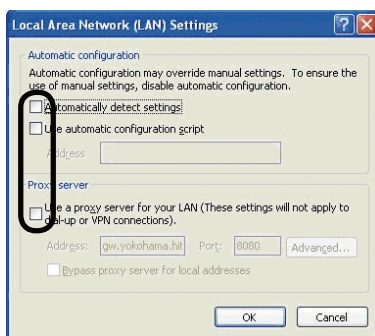 Local Area Network (LAN) Settings
Automatic configuration
Automatic configuration may override manual settings. To ensure the
use of manual settings, disable automatic configuration.
Automatically detect settings
Use automatic configuration script
Address
Proxy server
Use a proxy server for your LAN (These settings will not apply to
dial-up or VPN connections).
Address: gw.yokohama.hit Port: 8080 Advanced...
Bypass proxy server for local addresses
OK Cancel